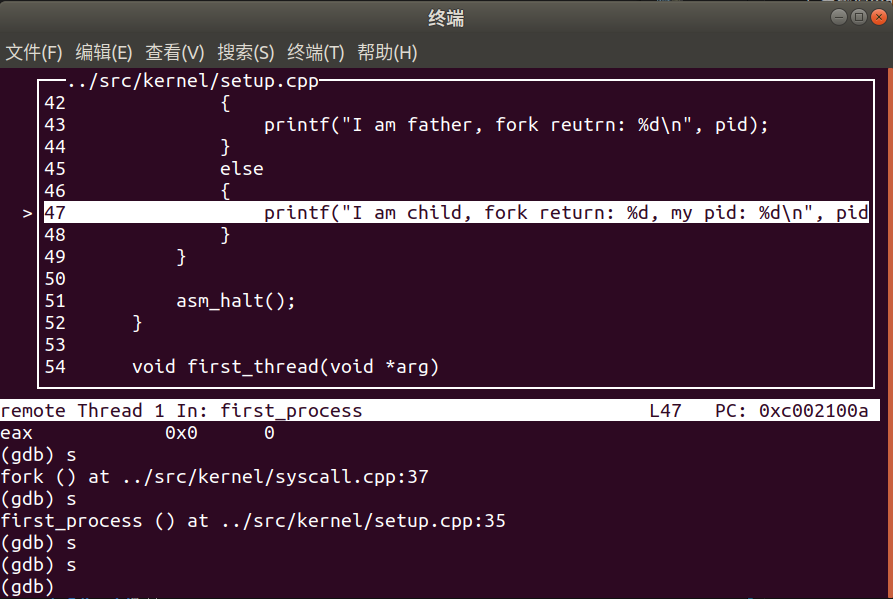 终端
文件(F) 编辑(E) 查看(V) 搜索(S) 终端(T) 帮助(H)
../src/kernel/setup.cpp
42 {
43 printf("I am father, fork reutrn: %d\n", pid);
44 }
45 else
46 {
> 47 printf("I am child, fork return: %d, my pid: %d\n", pid
48 }
49 }
50
51 asm_halt();
52 }
53
54 void first_thread(void *arg)
remote Thread 1 In: first_process L47 PC: 0xc002100a
eax 0x0 0
(gdb) s
fork () at ../src/kernel/syscall.cpp:37
(gdb) s
first_process () at ../src/kernel/setup.cpp:35
(gdb) s
(gdb) s
(gdb)